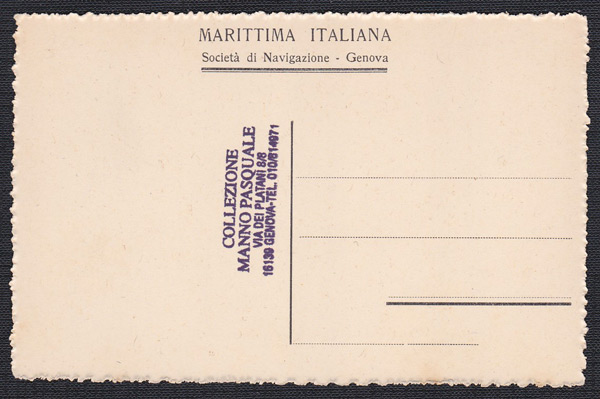 MARITTIMA ITALIANA
Società di Navigazione - Genova
COLLEZIONE
MANNO PASQUALE
VIA DEI PLATANI 8/8
16139 GENOVA-TEL. 010/814971